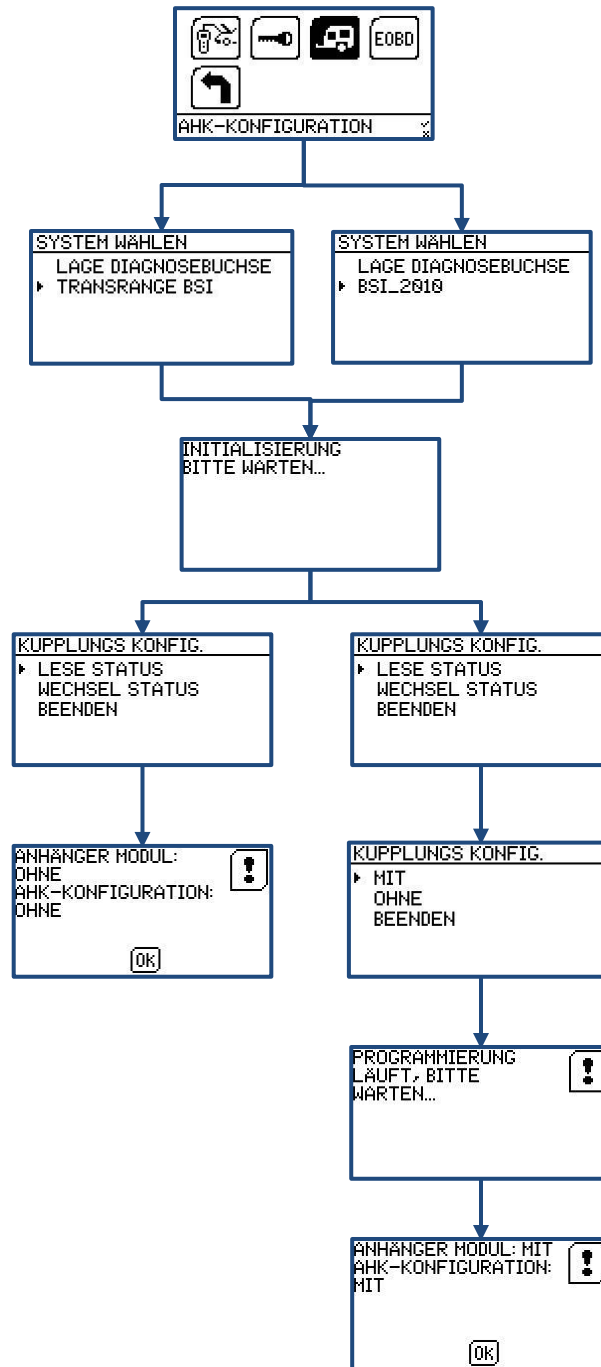 EOBD
AHK-KONFIGURATION
SYSTEM WÄHLEN
LAGE DIAGNOSEBUCHSE
TRANSRANGE BSI
SYSTEM WÄHLEN
LAGE DIAGNOSEBUCHSE
BSI_2010
INITIALISIERUNG
BITTE WARTEN...
KUPPLUNGS KONFIG.
LESE STATUS
WECHSEL STATUS
BEENDEN
KUPPLUNGS KONFIG.
LESE STATUS
WECHSEL STATUS
BEENDEN
ANHÄNGER MODUL:
OHNE
AHK-KONFIGURATION:
OHNE
!
OK
KUPPLUNGS KONFIG.
MIT
OHNE
BEENDEN
PROGRAMMIERUNG
LÄUFT, BITTE
WARTEN...
!
ANHÄNGER MODUL: MIT
AHK-KONFIGURATION:
MIT
!
OK